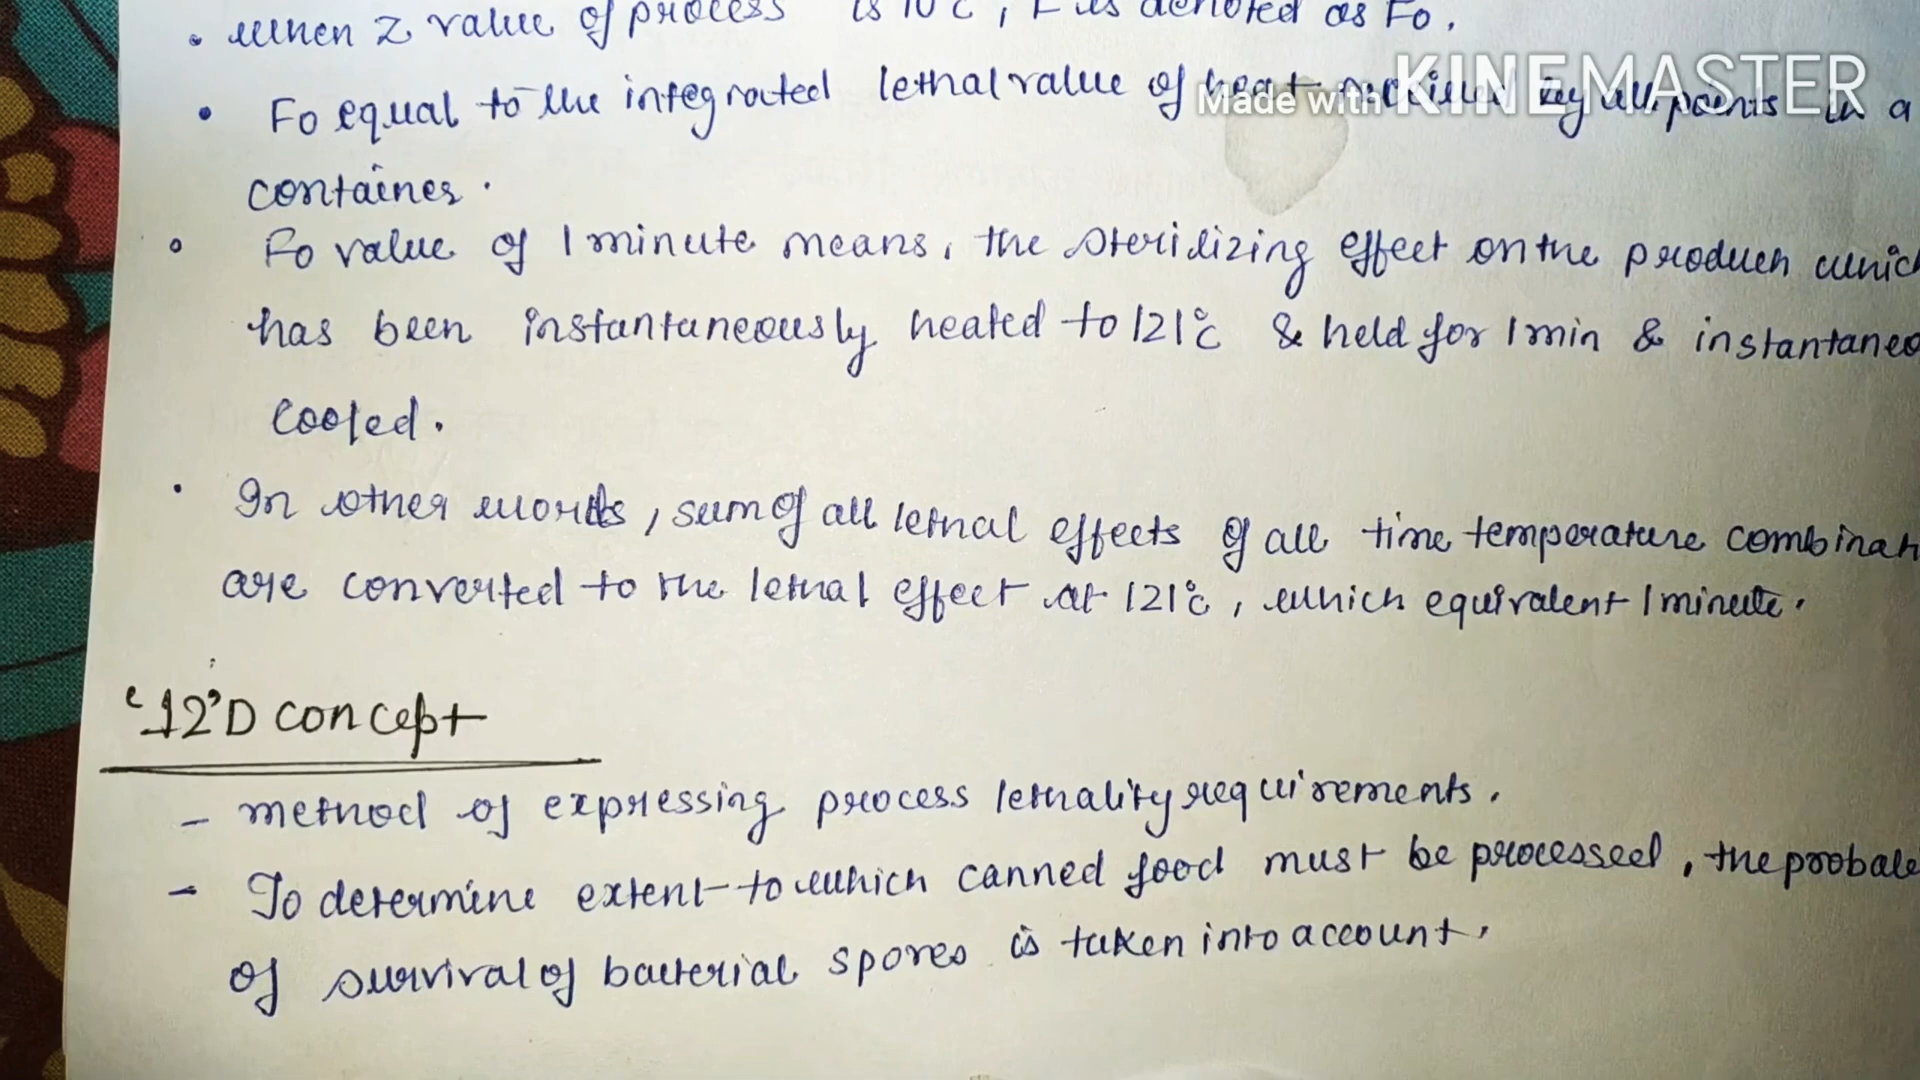 . when z value of process is 10°C, F is denoted as Fo.
. Fo equal to the integrated lethal value of heat received by all points in a
container.
Made with KINEMASTER
o Fo value of 1 minute means, the sterilizing effect on the product which
has been instantaneously heated to 121°C & held for 1 min & instantaneo
cooled.
. In other words, sum of all lethal effects of all time temperature combinat
are converted to the lethal effect at 121°C, which equivalent 1 minute.
'12'D concept
- method of expressing process lethality requirements.
- To determine extent to which canned food must be processed, the probab
of survival of bacterial spores is taken into account.